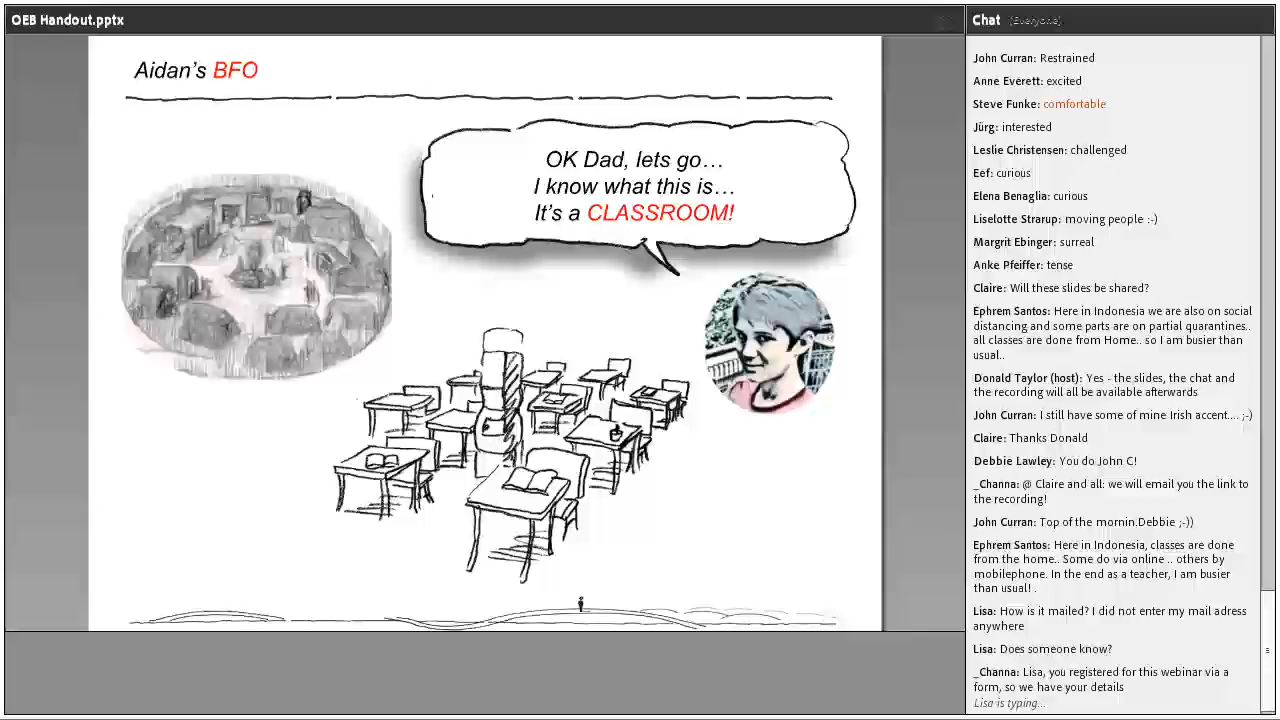 OEB Handout.pptx
Aidan’s BFO
OK Dad, lets go…
I know what this is…
It’s a CLASSROOM!
Chat (Everyone)
John Curran: Restrained
Anne Everett: excited
Steve Funke: comfortable
Jürg: interested
Leslie Christensen: challenged
Eef: curious
Elena Benaglia: curious
Liselotte Strarup: moving people :-)
Margrit Ebinger: surreal
Anke Pfeiffer: tense
Claire: Will these slides be shared?
Ephrem Santos: Here in Indonesia we are also on social
distancing and some parts are on partial quarantines..
all classes are done from Home.. so I am busier than
usual..
Donald Taylor (host): Yes - the slides, the chat and
the recording will all be available afterwards
John Curran: I still have some of mine Irish accent.... ;-)
Claire: Thanks Donald
Debbie Lawley: You do John C!
_Channa: @ Claire and all: we will email you the link to
the recording!
John Curran: Top of the mornin.Debbie ;-))
Ephrem Santos: Here in Indonesia, classes are done
from the home.. Some do via online .. others by
mobilephone. In the end as a teacher, I am busier
than usual! .
Lisa: How is it mailed? I did not enter my mail adress
anywhere
Lisa: Does someone know?
_Channa: Lisa, you registered for this webinar via a
form, so we have your details
Lisa is typing...